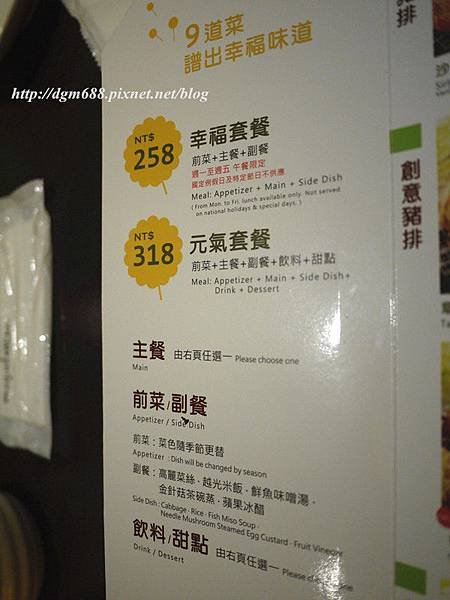 9道菜
譜出幸福味道
http://dgm688.pixnet.net/blog
NT$
258
幸福套餐
前菜+主餐+副餐
週一至週五 午餐限定
國定例假日及特定節日不供應
Meal: Appetizer + Main + Side Dish
( From Mon. to Fri. lunch available only. Not served
on national holidays & special days. )
NT$
318
元氣套餐
前菜+主餐+副餐+飲料+甜點
Meal: Appetizer + Main + Side Dish+
Drink + Dessert
主餐 由右頁任選一 Please choose one
Main
前菜/副餐
Appetizer / Side Dish
前菜：菜色隨季節更替
Appetizer : Dish will be changed by season
副餐：高麗菜絲 · 越光米飯 · 鮮魚味噌湯 ·
金針菇茶碗蒸 · 蘋果冰醋
Side Dish : Cabbage · Rice · Fish Miso Soup ·
Needle Mushroom Steamed Egg Custard · Fruit Vinegar
飲料/甜點 由右頁任選一 Please choose one
Drink / Dessert
排
創意豬排
沙